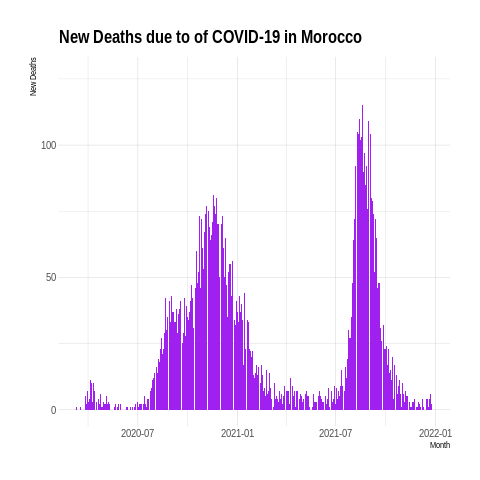 New Deaths due to of COVID-19 in Morocco
New Deaths
100
50
0
2020-07 2021-01 2021-07 2022-01
Month